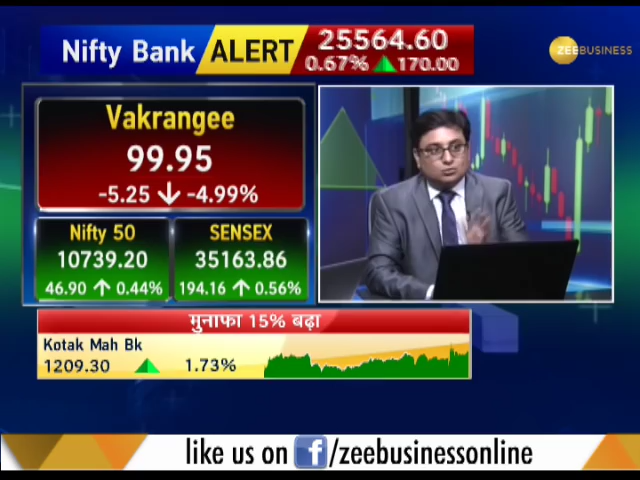 Nifty Bank ALERT 25564.60
0.67% 170.00
ZEEBUSINESS
Vakrangee
99.95
-5.25 -4.99%
Nifty 50
10739.20
46.90 0.44%
SENSEX
35163.86
194.16 0.56%
मुनाफा 15% बढ़ा
Kotak Mah Bk
1209.30 1.73%
like us on f/zeebusinessonline